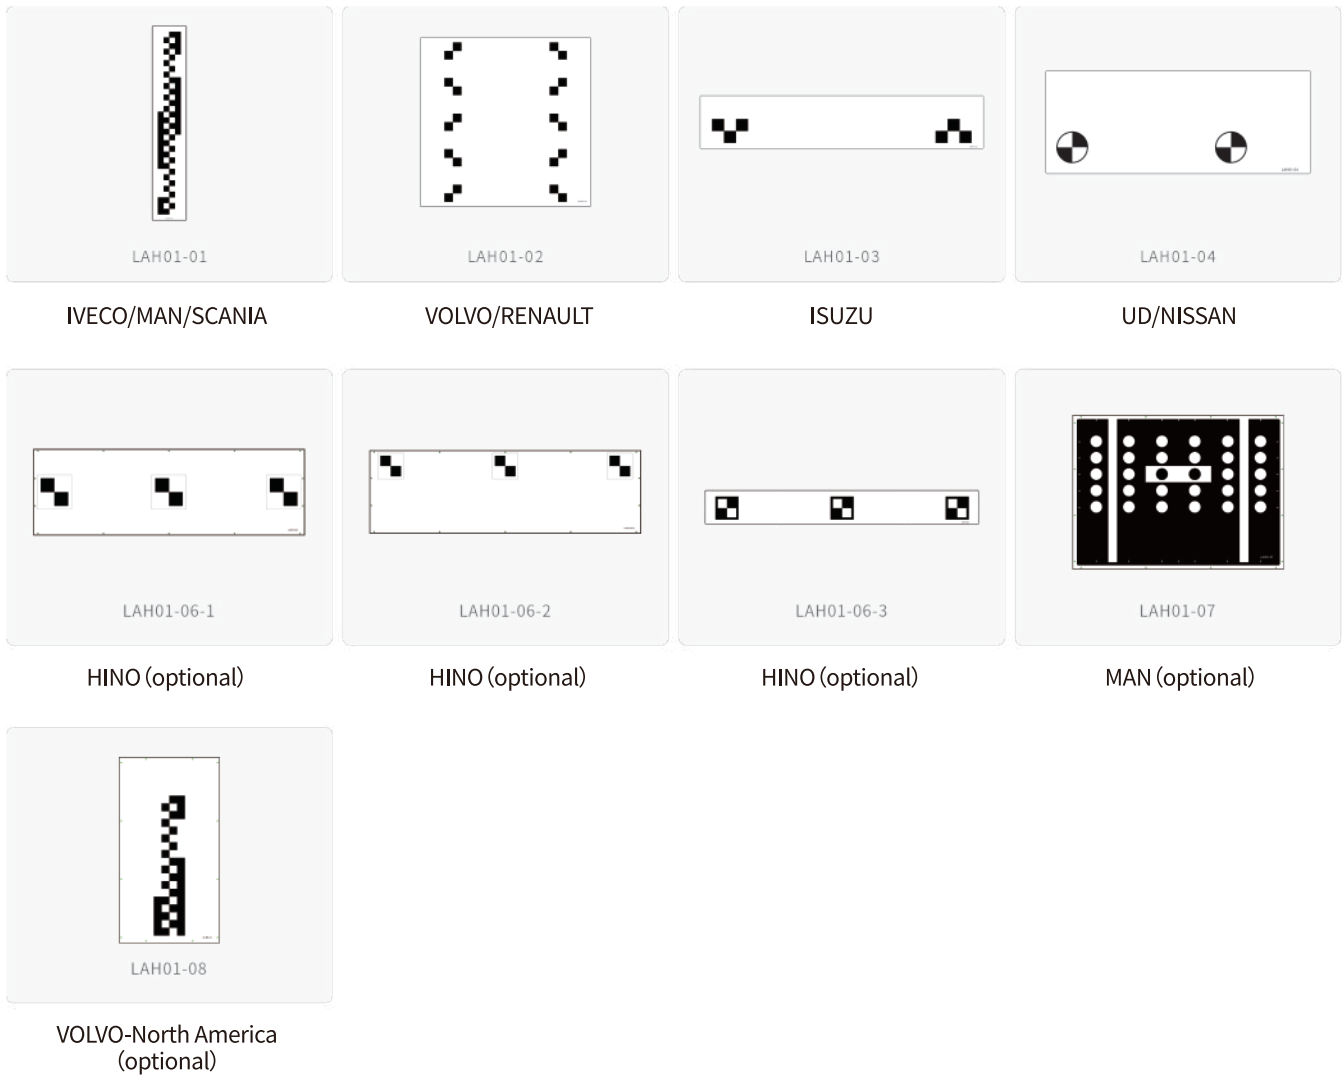 LAH01-01
LAH01-02
LAH01-03
LAH01-04
IVECO/MAN/SCANIA
VOLVO/RENAULT
ISUZU
UD/NISSAN
LAH01-06-1
LAH01-06-2
LAH01-06-3
LAH01-07
HINO (optional)
HINO (optional)
HINO (optional)
MAN (optional)
LAH01-08
VOLVO-North America
(optional)